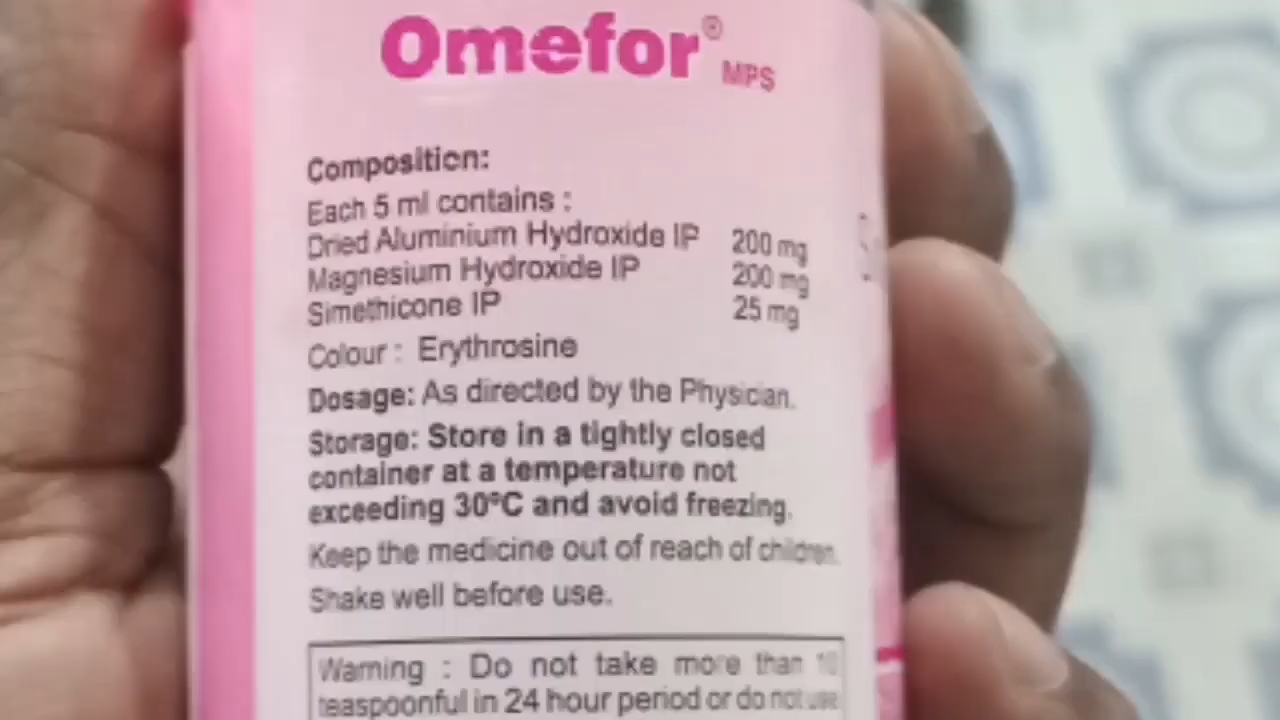 Omefor®
MPS
Composition:
Each 5 ml contains :
Dried Aluminium Hydroxide IP 200 mg
Magnesium Hydroxide IP 200 mg
Simethicone IP 25 mg
Colour : Erythrosine
Dosage: As directed by the Physician.
Storage: Store in a tightly closed
container at a temperature not
exceeding 30°C and avoid freezing.
Keep the medicine out of reach of children.
Shake well before use.
Warning : Do not take more than 10
teaspoonful in 24 hour period or do not use